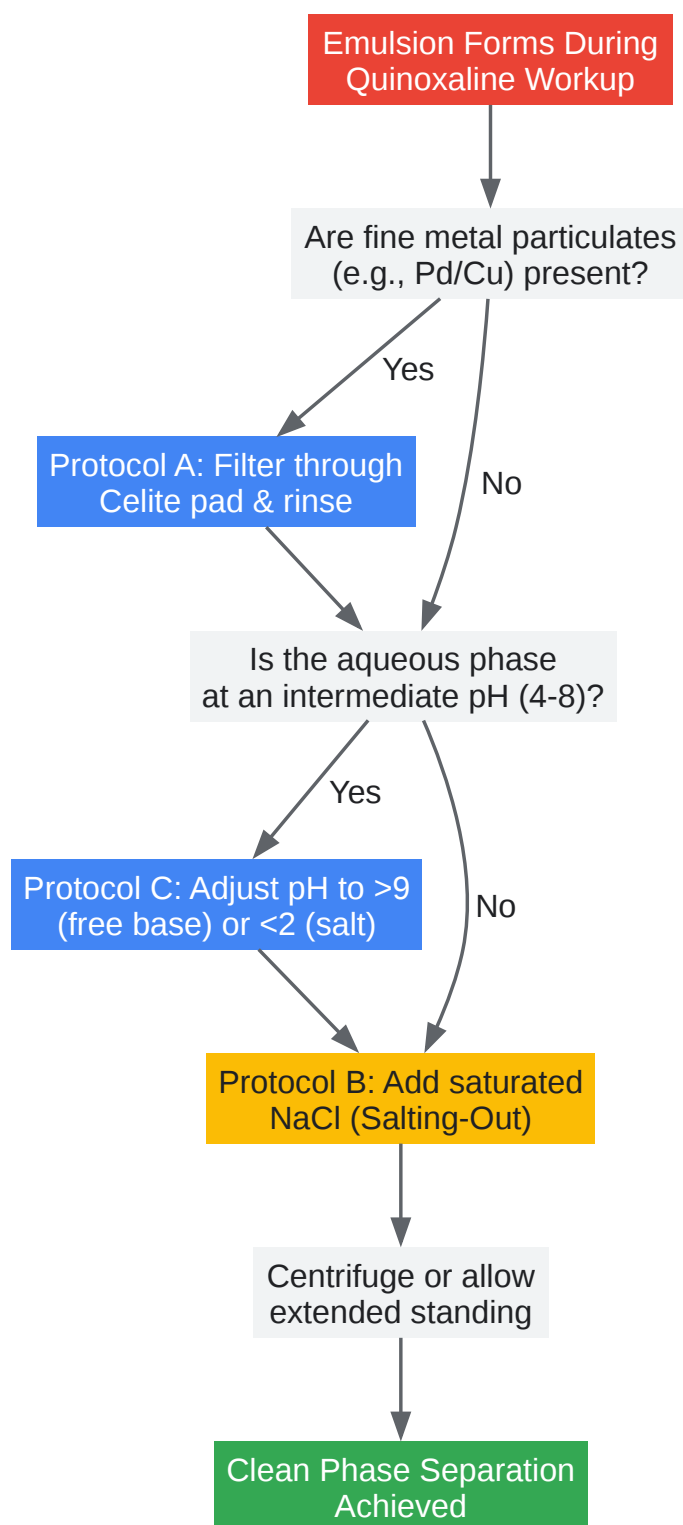 Emulsion Forms During
Quinoxaline Workup
Are fine metal particulates
(e.g., Pd/Cu) present?
Yes
Protocol A: Filter through
Celite pad & rinse
No
Is the aqueous phase
at an intermediate pH (4-8)?
Yes
Protocol C: Adjust pH to >9
(free base) or <2 (salt)
No
Protocol B: Add saturated
NaCl (Salting-Out)
Centrifuge or allow
extended standing
Clean Phase Separation
Achieved